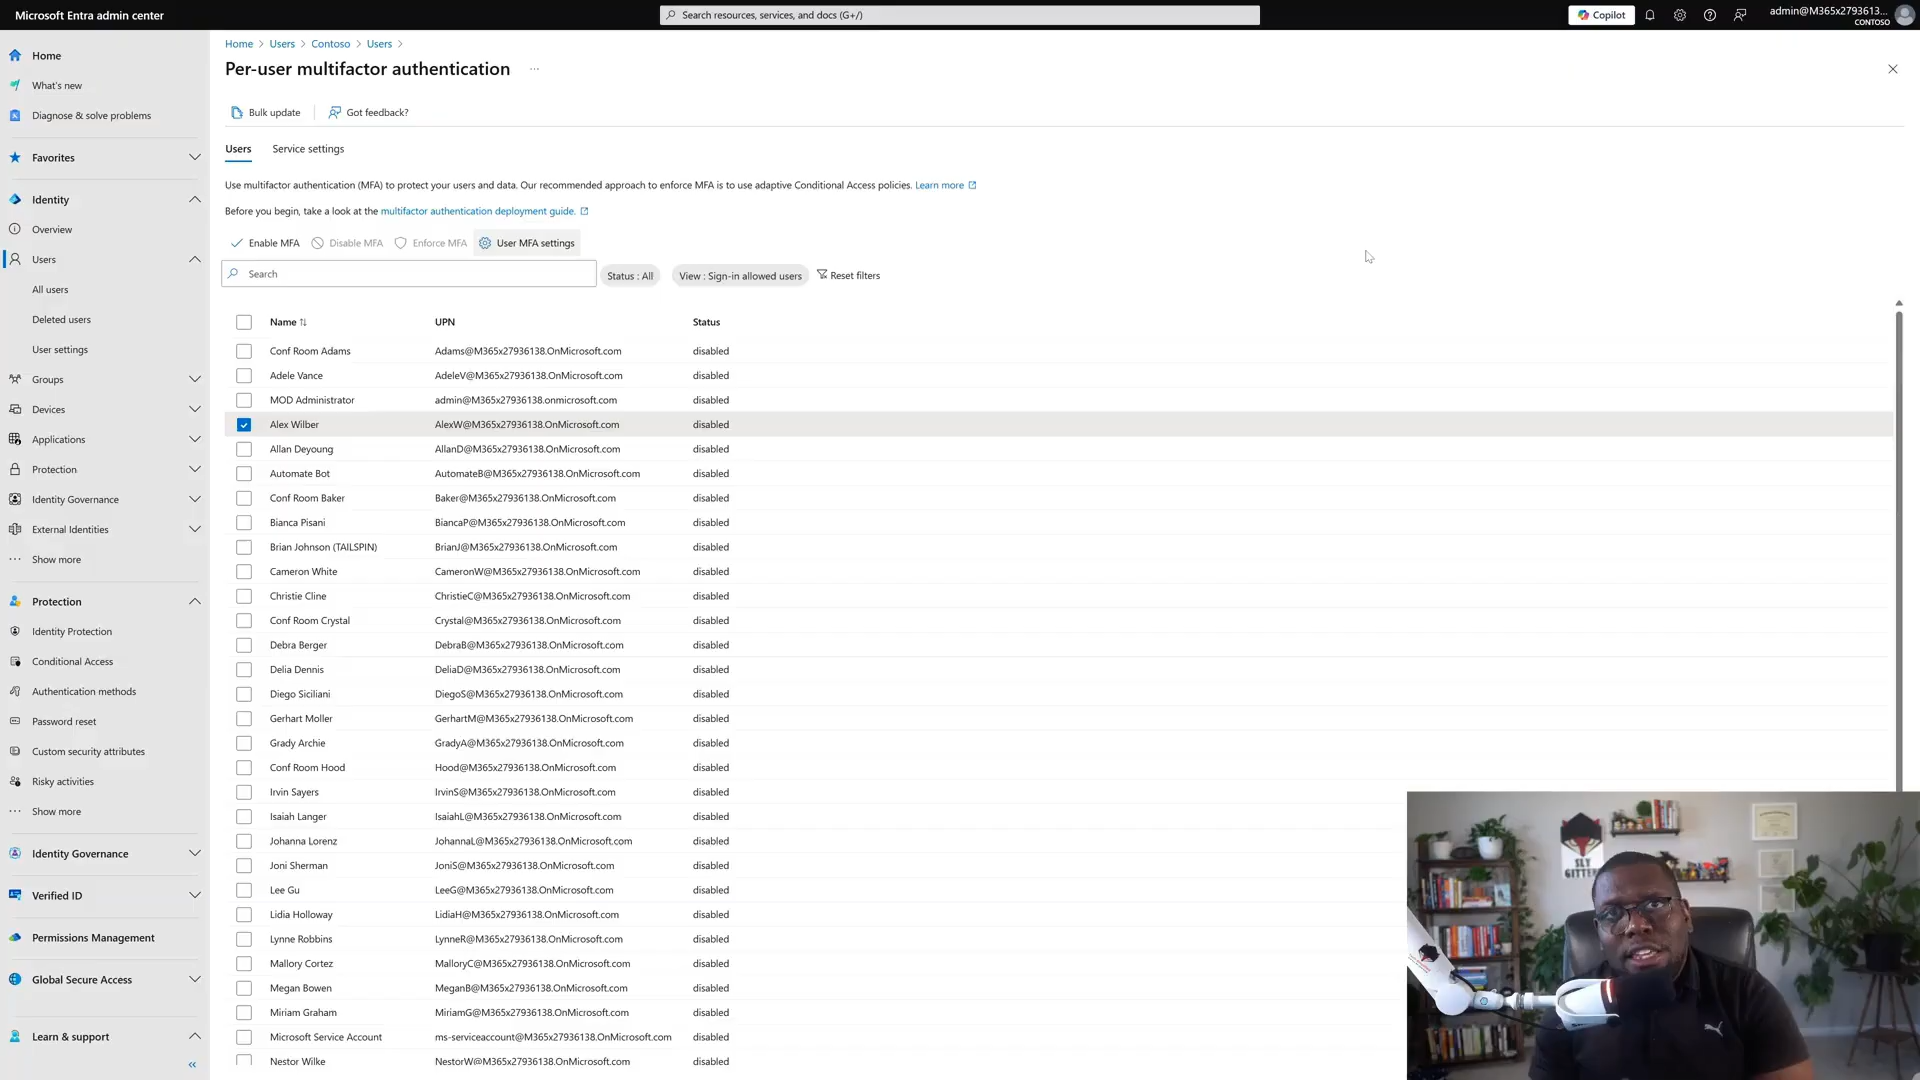 Microsoft Entra admin center
Search resources, services, and docs (G+/)
Copilot
admin@M365x2793613...
CONTOSO
Home
What's new
Diagnose & solve problems
Favorites
Identity
Overview
Users
All users
Deleted users
User settings
Groups
Devices
Applications
Protection
Identity Governance
External Identities
Show more
Protection
Identity Protection
Conditional Access
Authentication methods
Password reset
Custom security attributes
Risky activities
Show more
Identity Governance
Verified ID
Permissions Management
Global Secure Access
Learn & support
Home > Users > Contoso > Users >
Per-user multifactor authentication ...
Bulk update | Got feedback?
Users Service settings
Use multifactor authentication (MFA) to protect your users and data. Our recommended approach to enforce MFA is to use adaptive Conditional Access policies. Learn more
Before you begin, take a look at the multifactor authentication deployment guide.
Enable MFA Disable MFA Enforce MFA User MFA settings
Search Status : All View : Sign-in allowed users Reset filters
Name UPN Status
Conf Room Adams Adams@M365x27936138.OnMicrosoft.com disabled
Adele Vance AdeleV@M365x27936138.OnMicrosoft.com disabled
MOD Administrator admin@M365x27936138.onmicrosoft.com disabled
Alex Wilber AlexW@M365x27936138.OnMicrosoft.com disabled
Allan Deyoung AllanD@M365x27936138.OnMicrosoft.com disabled
Automate Bot AutomateB@M365x27936138.OnMicrosoft.com disabled
Conf Room Baker Baker@M365x27936138.OnMicrosoft.com disabled
Bianca Pisani BiancaP@M365x27936138.OnMicrosoft.com disabled
Brian Johnson (TAILSPIN) BrianJ@M365x27936138.OnMicrosoft.com disabled
Cameron White CameronW@M365x27936138.OnMicrosoft.com disabled
Christie Cline ChristieC@M365x27936138.OnMicrosoft.com disabled
Conf Room Crystal Crystal@M365x27936138.OnMicrosoft.com disabled
Debra Berger DebraB@M365x27936138.OnMicrosoft.com disabled
Delia Dennis DeliaD@M365x27936138.OnMicrosoft.com disabled
Diego Siciliani DiegoS@M365x27936138.OnMicrosoft.com disabled
Gerhart Moller GerhartM@M365x27936138.OnMicrosoft.com disabled
Grady Archie GradyA@M365x27936138.OnMicrosoft.com disabled
Conf Room Hood Hood@M365x27936138.OnMicrosoft.com disabled
Irvin Sayers IrvinS@M365x27936138.OnMicrosoft.com disabled
Isaiah Langer IsaiahL@M365x27936138.OnMicrosoft.com disabled
Johanna Lorenz JohannaL@M365x27936138.OnMicrosoft.com disabled
Joni Sherman JoniS@M365x27936138.OnMicrosoft.com disabled
Lee Gu LeeG@M365x27936138.OnMicrosoft.com disabled
Lidia Holloway LidiaH@M365x27936138.OnMicrosoft.com disabled
Lynne Robbins LynneR@M365x27936138.OnMicrosoft.com disabled
Mallory Cortez MalloryC@M365x27936138.OnMicrosoft.com disabled
Megan Bowen MeganB@M365x27936138.OnMicrosoft.com disabled
Miriam Graham MiriamG@M365x27936138.OnMicrosoft.com disabled
Microsoft Service Account ms-serviceaccount@M365x27936138.OnMicrosoft.com disabled
Nestor Wilke NestorW@M365x27936138.OnMicrosoft.com disabled
SLY